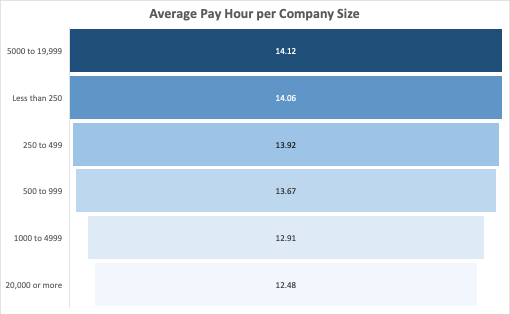 Average Pay Hour per Company Size
5000 to 19,999 14.12
Less than 250 14.06
250 to 499 13.92
500 to 999 13.67
1000 to 4999 12.91
20,000 or more 12.48